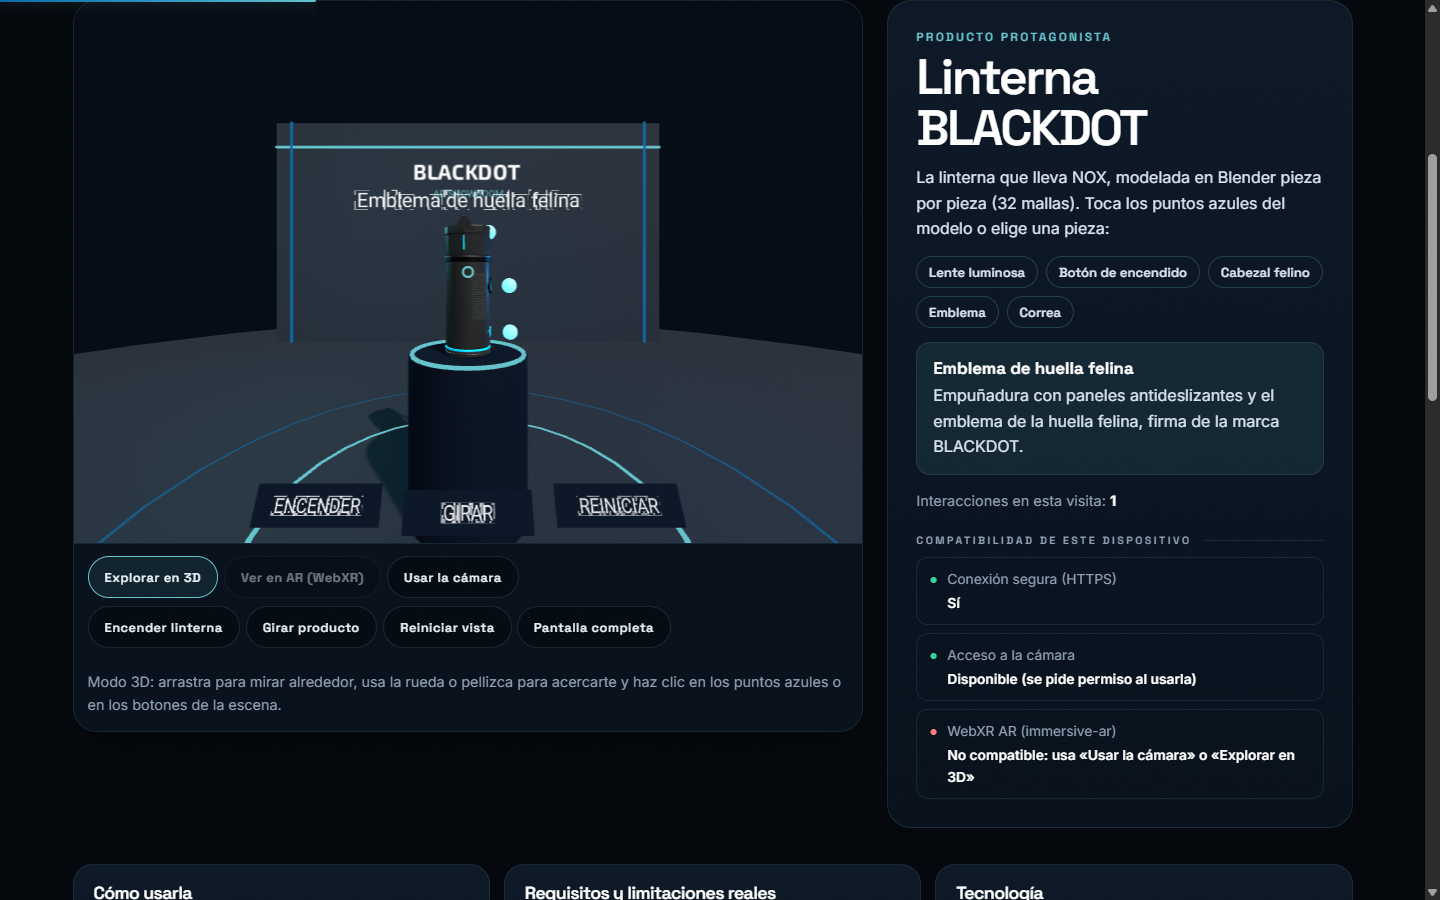 BLACKDOT
Emblema de huella felina
ENCENDER
GIRAR
REINICIAR
Explorar en 3D
Ver en AR (WebXR)
Usar la cámara
Encender linterna
Girar producto
Reiniciar vista
Pantalla completa
Modo 3D: arrastra para mirar alrededor, usa la rueda o pellizca para acercarte y haz clic en los puntos azules o
en los botones de la escena.
PRODUCTO PROTAGONISTA
Linterna
BLACKDOT
La linterna que lleva NOX, modelada en Blender pieza
por pieza (32 mallas). Toca los puntos azules del
modelo o elige una pieza:
Lente luminosa
Botón de encendido
Cabezal felino
Emblema
Correa
Emblema de huella felina
Empuñadura con paneles antideslizantes y el
emblema de la huella felina, firma de la marca
BLACKDOT.
Interacciones en esta visita: 1
COMPATIBILIDAD DE ESTE DISPOSITIVO
Conexión segura (HTTPS)
Sí
Acceso a la cámara
Disponible (se pide permiso al usarla)
WebXR AR (immersive-ar)
No compatible: usa «Usar la cámara» o «Explorar en
3D»
Cómo usarla
Requisitos y limitaciones reales
Tecnología